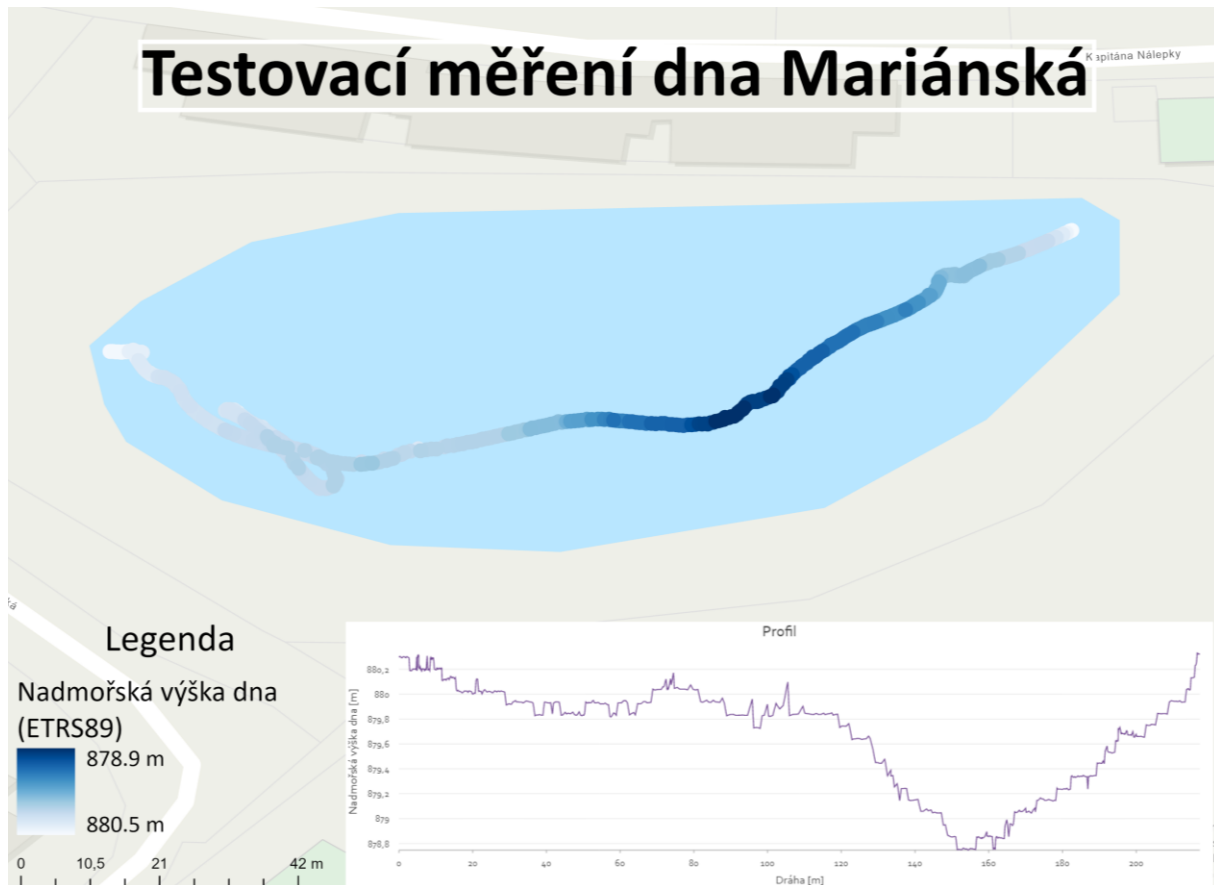 Testovací měření dna Mariánská
Kapitána Nálepky
Legenda
Nadmořská výška dna
(ETRS89)
878.9 m
880.5 m
0 10,5 21 42 m
Profil
Nadmořská výška dna [m]
880,2
880
879,8
879,6
879,4
879,2
879
878,8
0 20 40 60 80 100 120 140 160 180 200
Dráha [m]